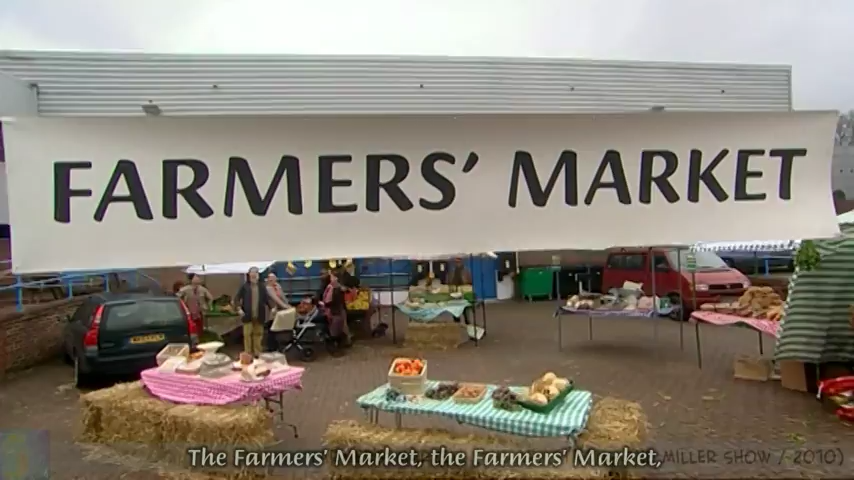 FARMERS' MARKET
The Farmers' Market, the Farmers' Market,
MILLER SHOW / 2010)